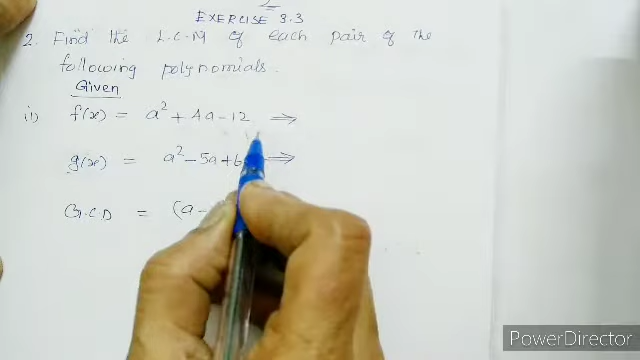 EXERCISE 3.3
2. Find the L.C.M of each pair of the
following polynomials.
Given
ii) f(x) = a² + 4a - 12 ⇒
g(x) = a² - 5a + 6 ⇒
G.C.D = (a -
PowerDirector